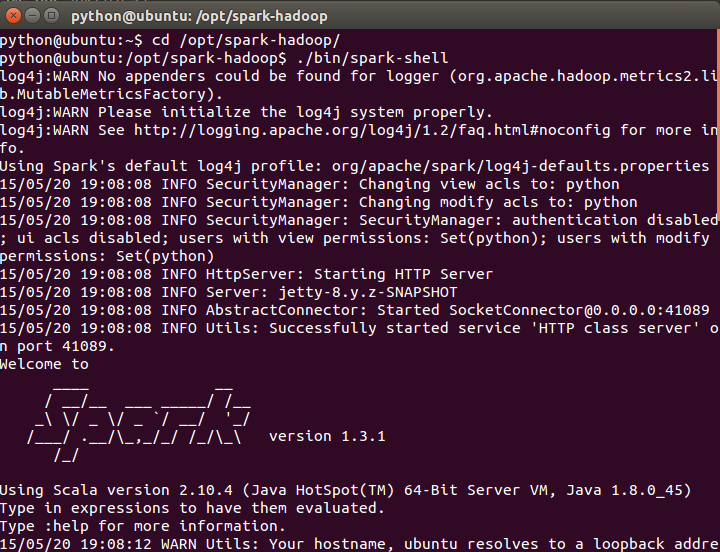 python@ubuntu: /opt/spark-hadoop
python@ubuntu:~$ cd /opt/spark-hadoop/
python@ubuntu:/opt/spark-hadoop$ ./bin/spark-shell
log4j:WARN No appenders could be found for logger (org.apache.hadoop.metrics2.li
b.MutableMetricsFactory).
log4j:WARN Please initialize the log4j system properly.
log4j:WARN See http://logging.apache.org/log4j/1.2/faq.html#noconfig for more in
fo.
Using Spark's default log4j profile: org/apache/spark/log4j-defaults.properties
15/05/20 19:08:08 INFO SecurityManager: Changing view acls to: python
15/05/20 19:08:08 INFO SecurityManager: Changing modify acls to: python
15/05/20 19:08:08 INFO SecurityManager: SecurityManager: authentication disabled
; ui acls disabled; users with view permissions: Set(python); users with modify
permissions: Set(python)
15/05/20 19:08:08 INFO HttpServer: Starting HTTP Server
15/05/20 19:08:08 INFO Server: jetty-8.y.z-SNAPSHOT
15/05/20 19:08:08 INFO AbstractConnector: Started SocketConnector@0.0.0.0:41089
15/05/20 19:08:08 INFO Utils: Successfully started service 'HTTP class server' o
n port 41089.
Welcome to
      ____              __
     / __/__  ___ _____/ /__
    _\ \/ _ \/ _ `/ __/  '_/
   /___/ .__/\_,_/_/ /_/\_\   version 1.3.1
      /_/
Using Scala version 2.10.4 (Java HotSpot(TM) 64-Bit Server VM, Java 1.8.0_45)
Type in expressions to have them evaluated.
Type :help for more information.
15/05/20 19:08:12 WARN Utils: Your hostname, ubuntu resolves to a loopback addre